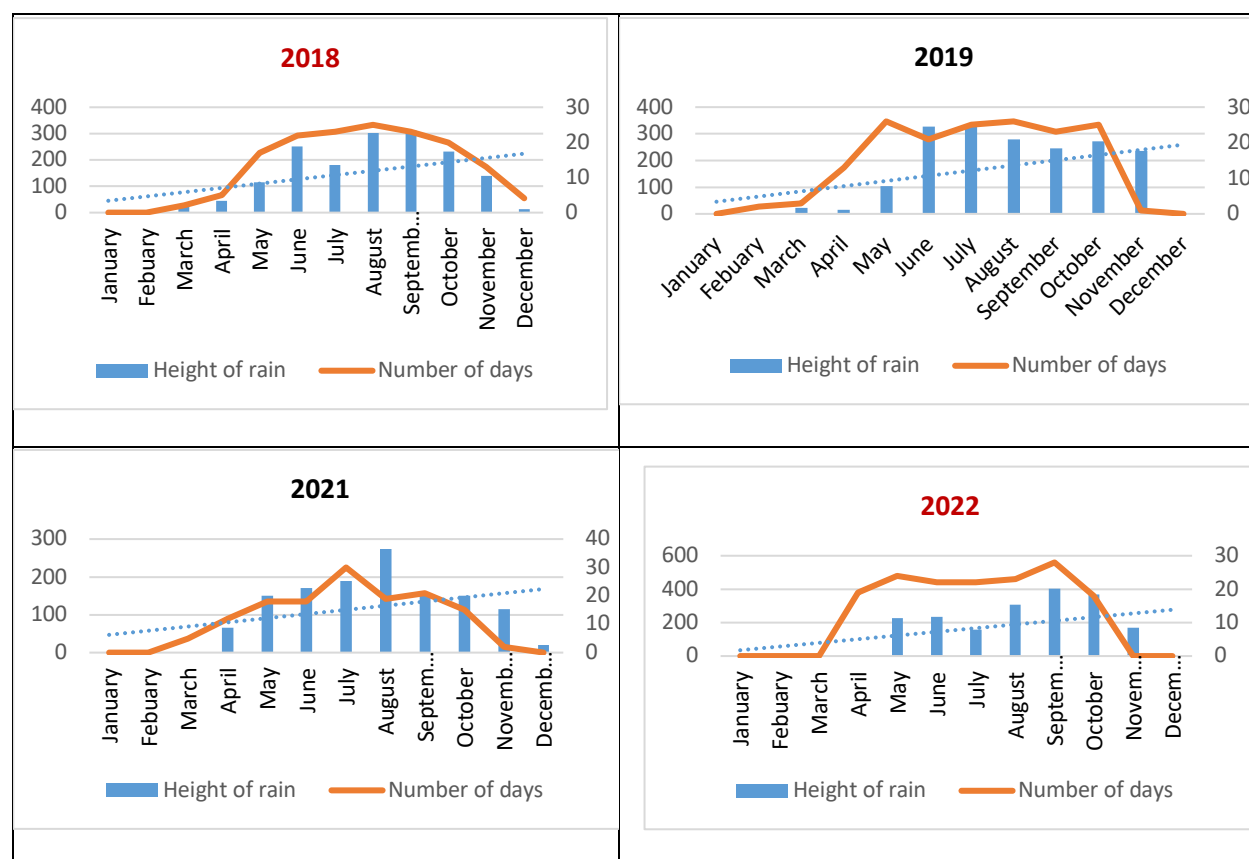 2018
400
300
200
100
0
30
20
10
0
January
Febuary
March
April
May
June
July
August
Septemb...
October
November
December
Height of rain
Number of days
2019
400
300
200
100
0
30
20
10
0
January
Febuary
March
April
May
June
July
August
September
October
November
December
Height of rain
Number of days
2021
300
200
100
0
40
30
20
10
0
January
Febuary
March
April
May
June
July
August
Septem...
October
Novemb...
Decemb...
Height of rain
Number of days
2022
600
400
200
0
30
20
10
0
January
Febuary
March
April
May
June
July
August
Septem...
October
Novem...
Decem...
Height of rain
Number of days